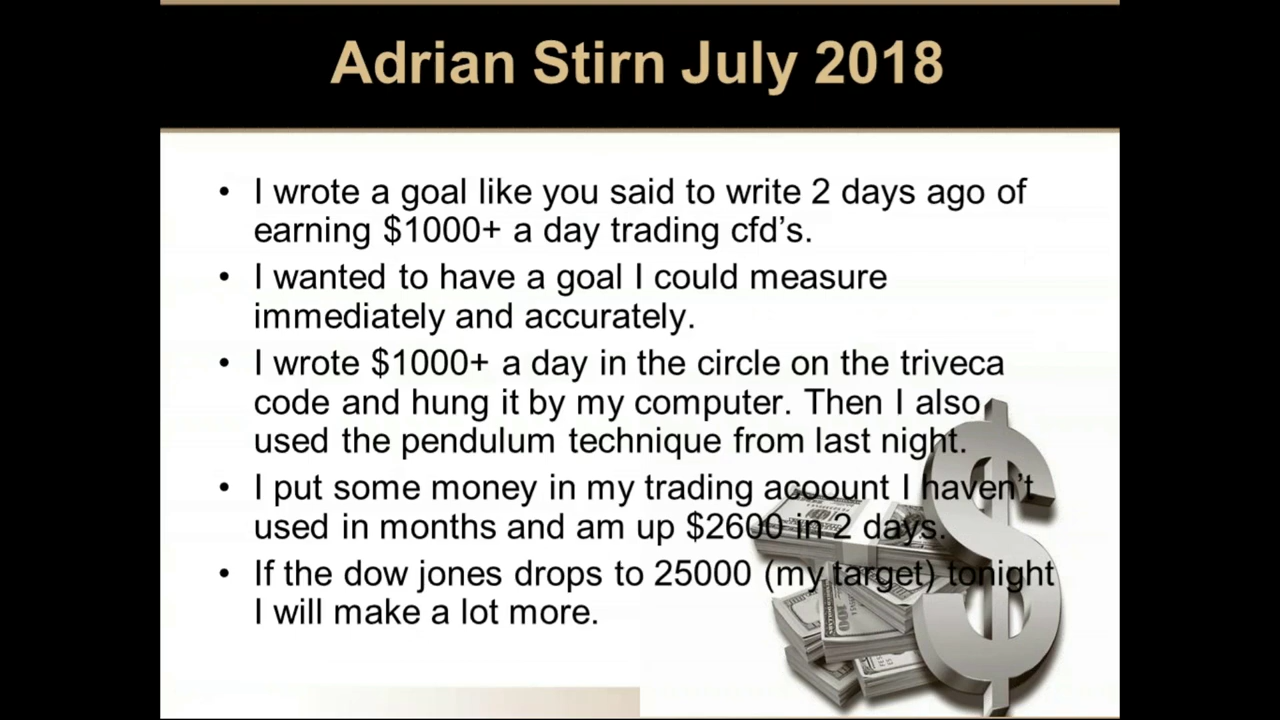 Adrian Stirn July 2018
• I wrote a goal like you said to write 2 days ago of
earning $1000+ a day trading cfd’s.
• I wanted to have a goal I could measure
immediately and accurately.
• I wrote $1000+ a day in the circle on the triveca
code and hung it by my computer. Then I also
used the pendulum technique from last night.
• I put some money in my trading acoount I haven’t
used in months and am up $2600 in 2 days.
• If the dow jones drops to 25000 (my target) tonight
I will make a lot more.